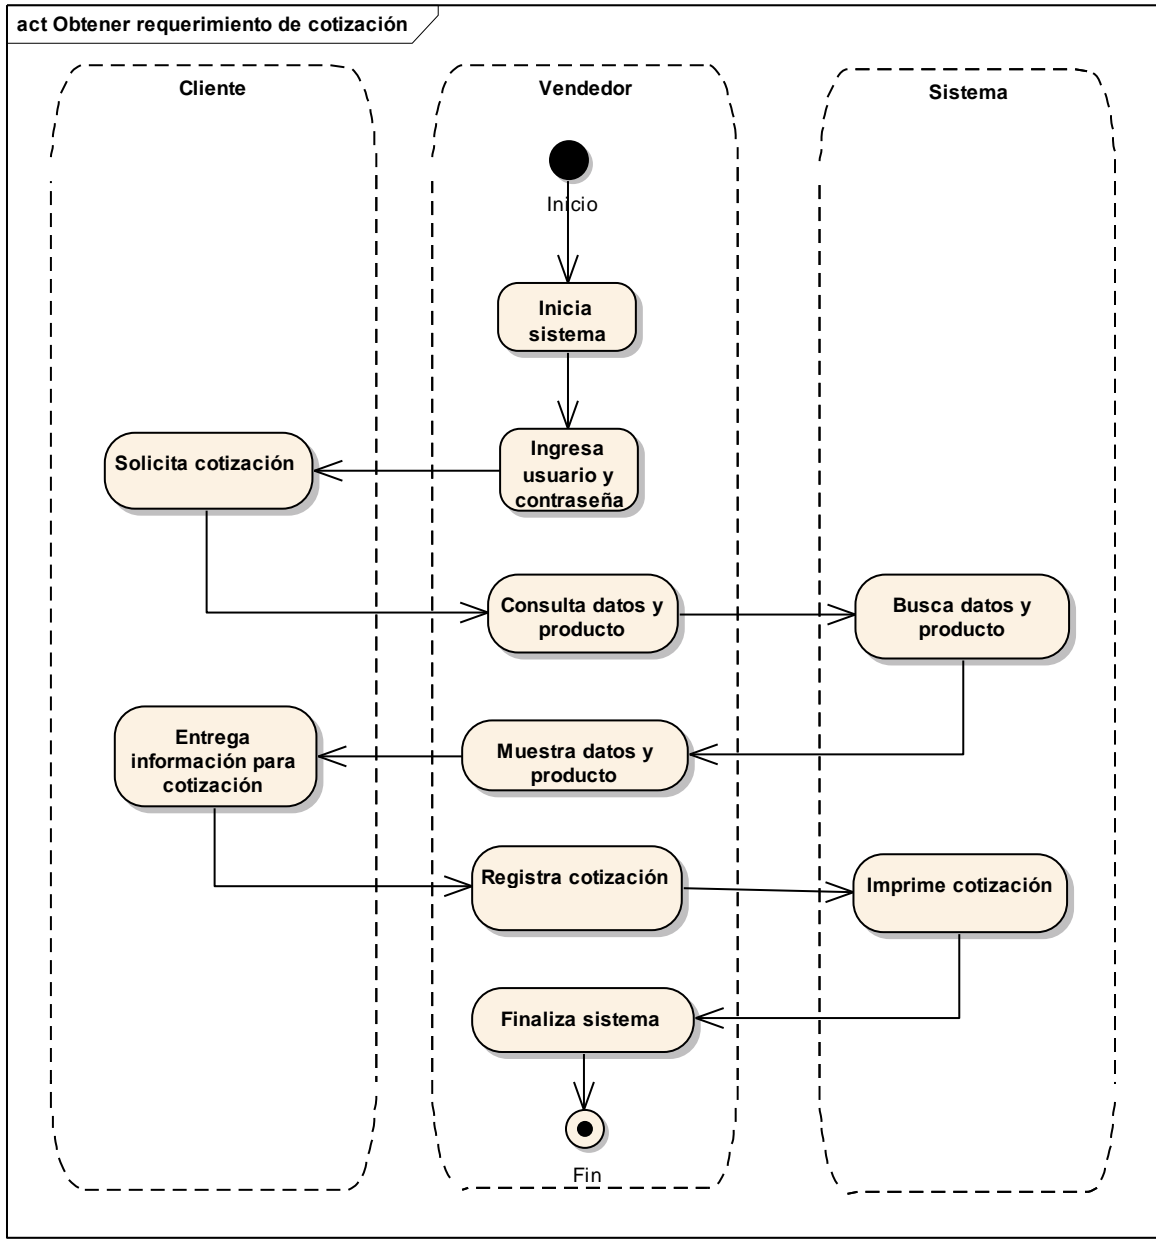 act Obtener requerimiento de cotización
Cliente
Vendedor
Sistema
Inicio
Inicia
sistema
Solicita cotización
Ingresa
usuario y
contraseña
Consulta datos y
producto
Busca datos y
producto
Entrega
información para
cotización
Muestra datos y
producto
Registra cotización
Imprime cotización
Finaliza sistema
Fin